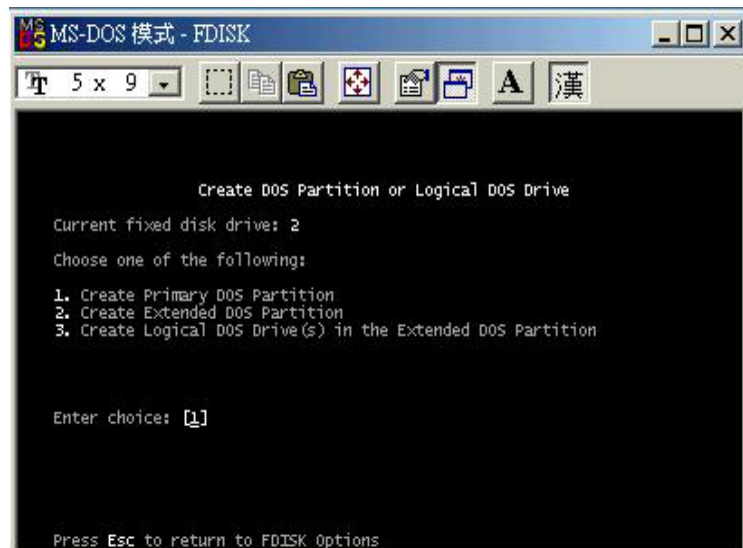 MS-DOS 模式 - FDISK
Tr 5 x 9 A 漢
Create DOS Partition or Logical DOS Drive
Current fixed disk drive: 2
Choose one of the following:
1. Create Primary DOS Partition
2. Create Extended DOS Partition
3. Create Logical DOS Drive(s) in the Extended DOS Partition
Enter choice: [1]
Press Esc to return to FDISK Options